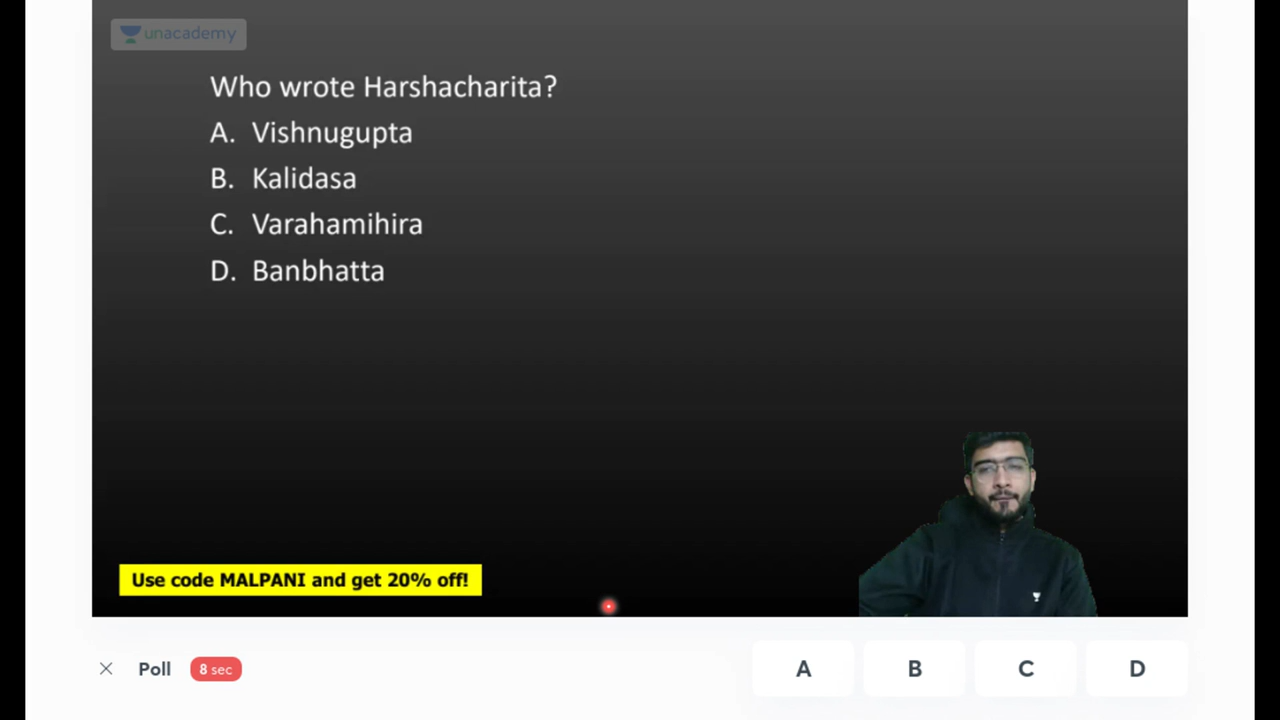 unacademy
Who wrote Harshacharita?
A. Vishnugupta
B. Kalidasa
C. Varahamihira
D. Banbhatta
Use code MALPANI and get 20% off!
Poll 8 sec A B C D